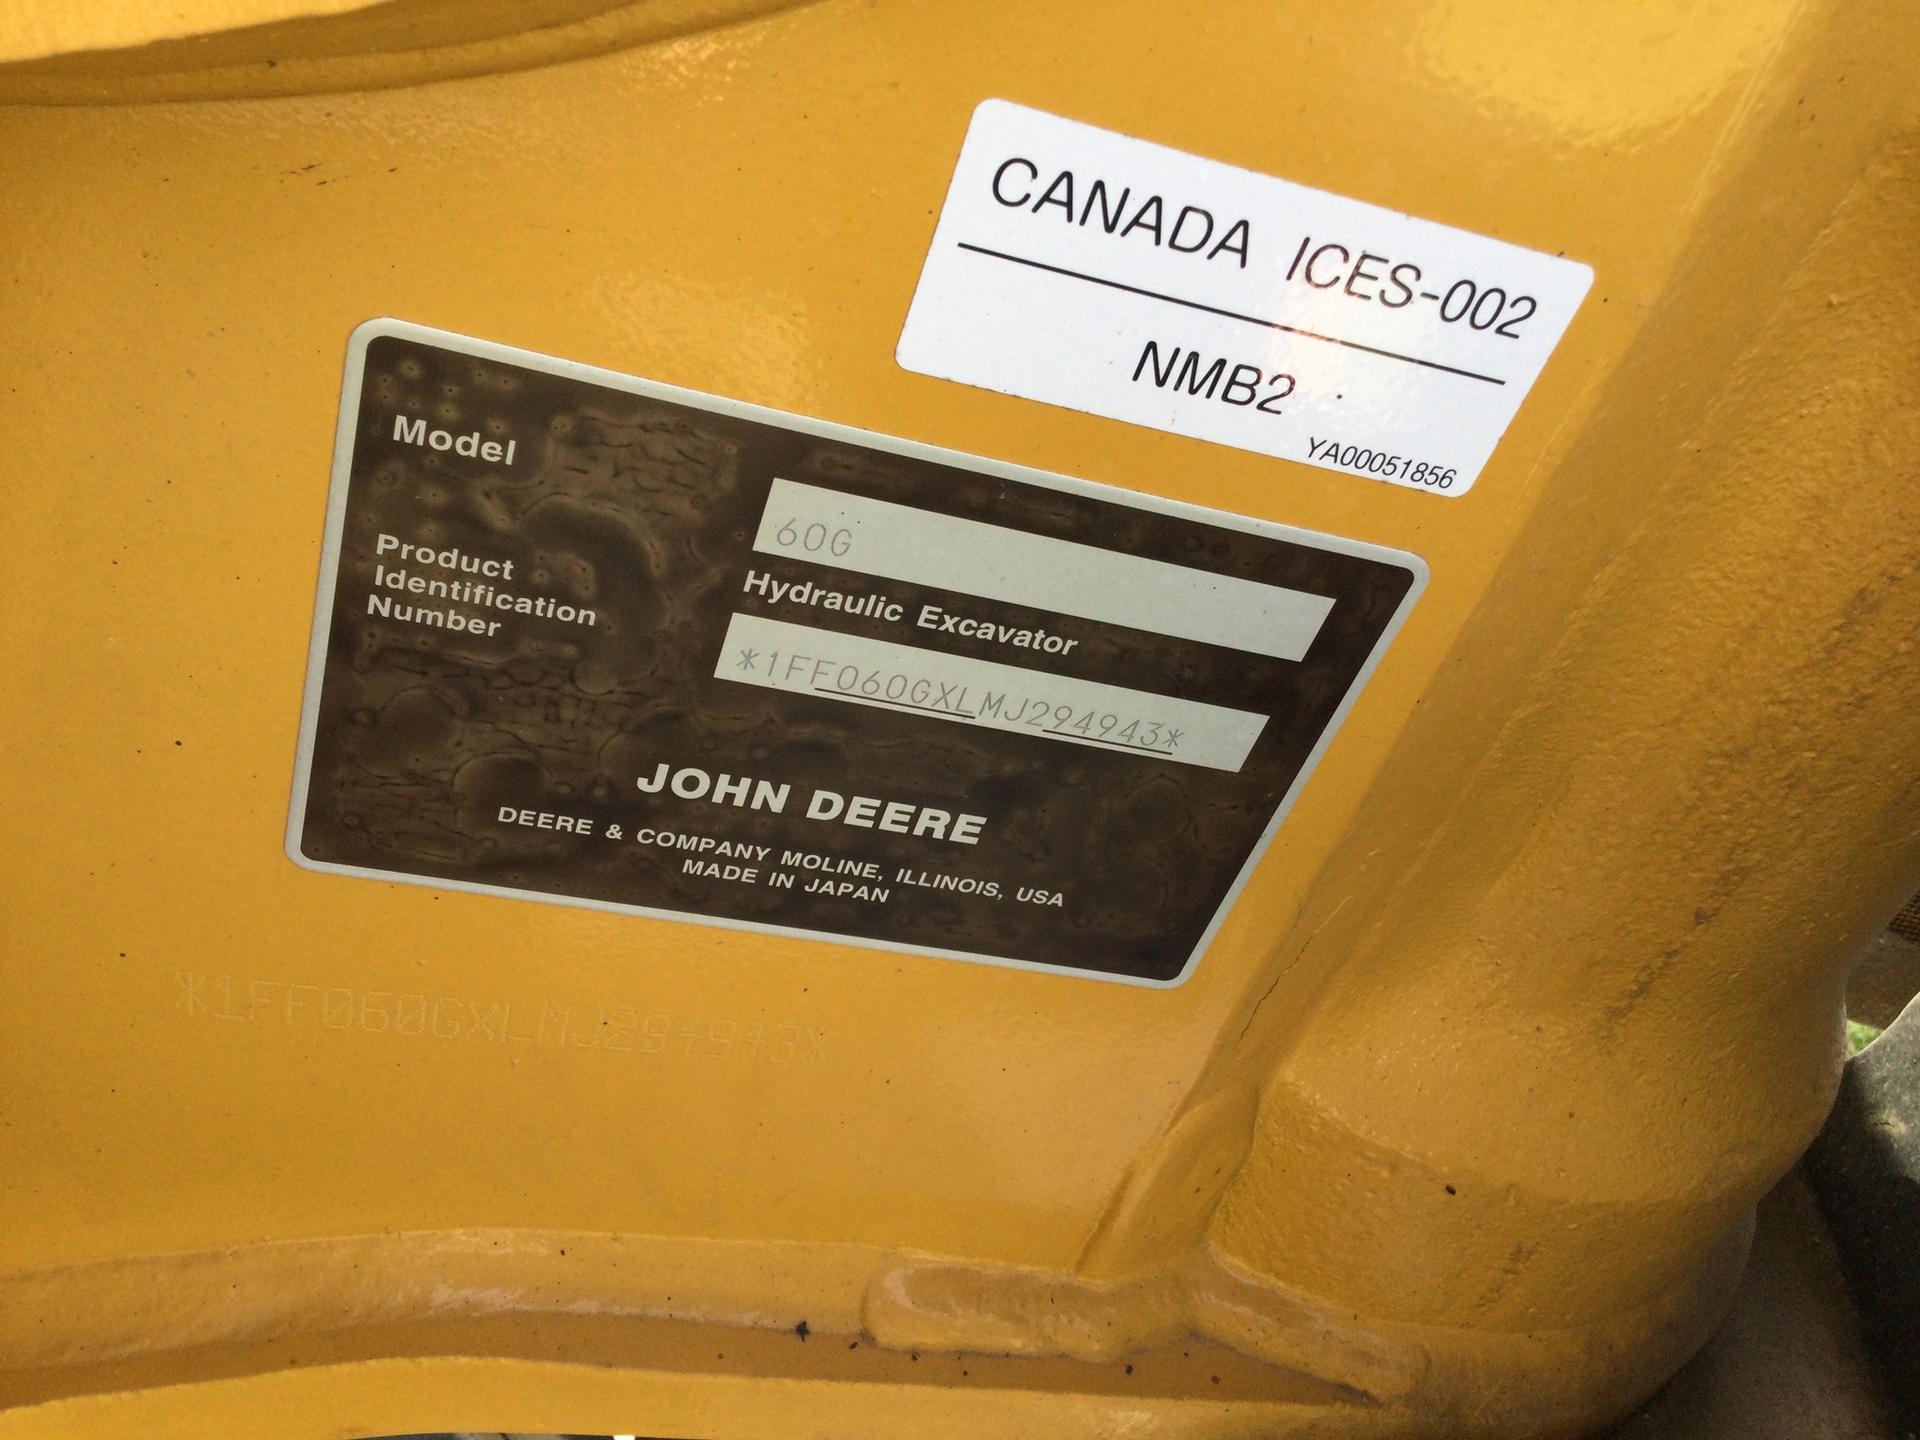 CANADA ICES-002
NMB2
YA00051856
Model
60G
Hydraulic Excavator
Product
Identification
Number
*1FF060GXLMJ294943*
JOHN DEERE
DEERE & COMPANY MOLINE, ILLINOIS, USA
MADE IN JAPAN
*1FF060GXLMJ294943*